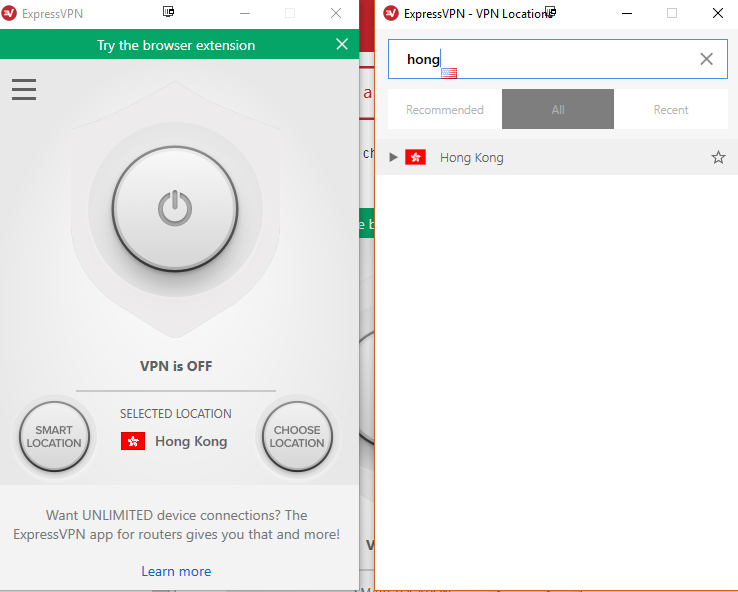 ExpressVPN
Try the browser extension
VPN is OFF
SELECTED LOCATION
Hong Kong
SMART
LOCATION
CHOOSE
LOCATION
Want UNLIMITED device connections? The
ExpressVPN app for routers gives you that and more!
Learn more
ExpressVPN - VPN Locations
hong
Recommended
All
Recent
Hong Kong
a
ch
e b
V